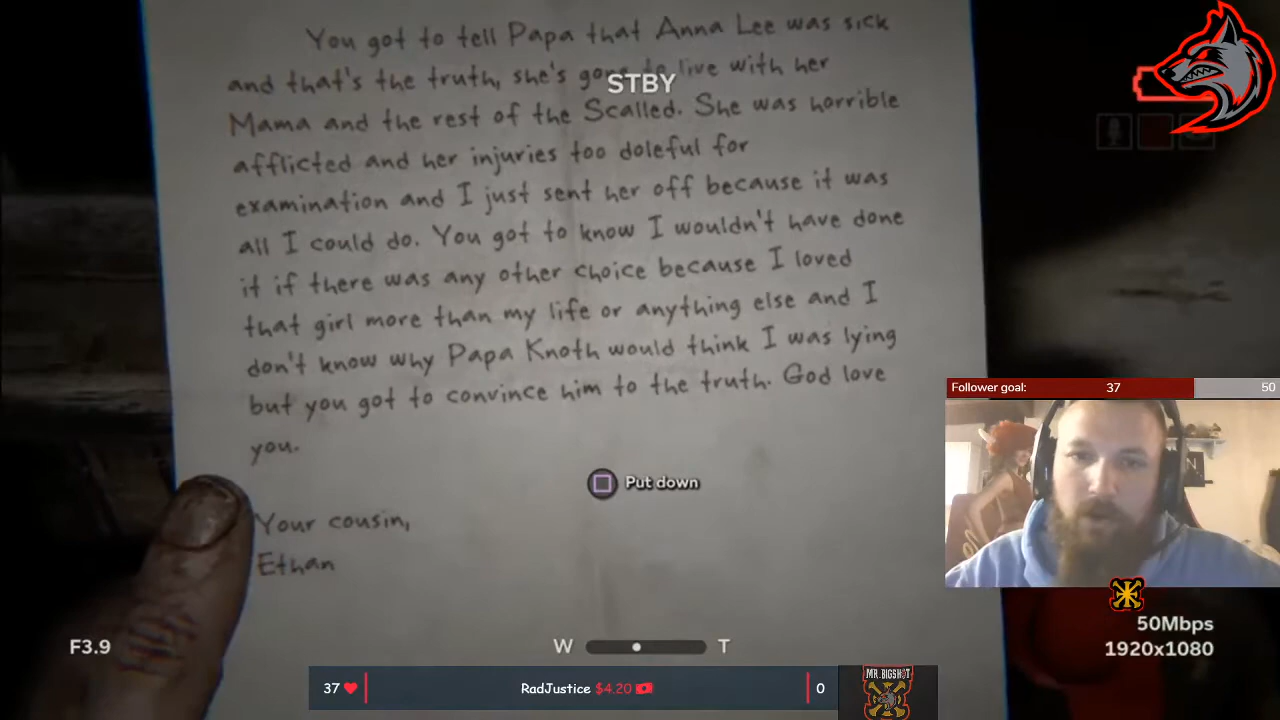 You got to tell Papa that Anna Lee was sick
and that's the truth, she's gone to live with her
STBY
Mama and the rest of the Scalled. She was horrible
afflicted and her injuries too doleful for
examination and I just sent her off because it was
all I could do. You got to know I wouldn't have done
it if there was any other choice because I loved
that girl more than my life or anything else and I
don't know why Papa Knoth would think I was lying
but you got to convince him to the truth. God love
you.
Follower goal: 37 50
Put down
Your cousin,
Ethan
F3.9
W T
50Mbps
1920x1080
37 RadJustice $4.20 0
MR.BIGSHOT